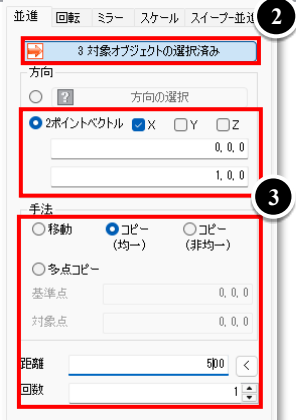 並進 回転 ミラー スケール スイープ-並進 2
3 対象オブジェクトの選択済み
方向
? 方向の選択
2ポイントベクトル X Y Z
0, 0, 0
1, 0, 0
3
手法
移動 コピー (均一) コピー (非均一)
多点コピー
基準点 0, 0, 0
対象点 0, 0, 0
距離 500 <
回数 1